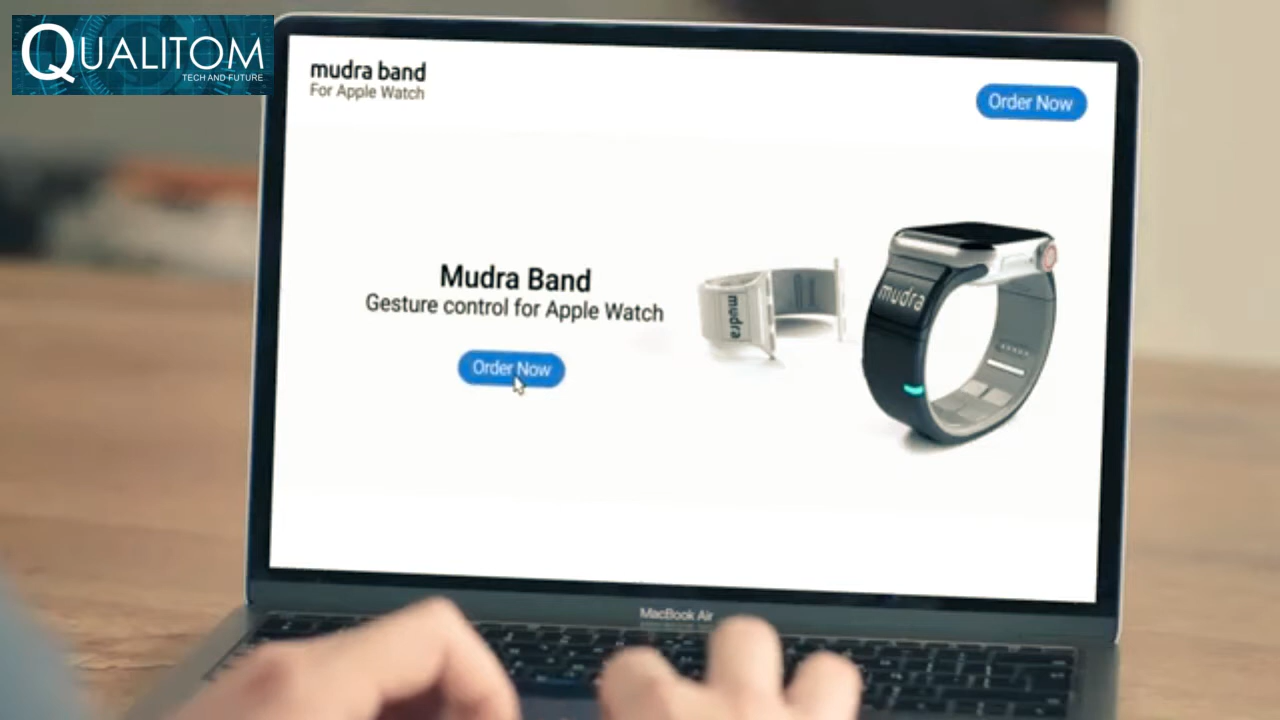 QUALITOM
TECH AND FUTURE
mudra band
For Apple Watch
Order Now
Mudra Band
Gesture control for Apple Watch
Order Now
mudra
mudra
MacBook Air